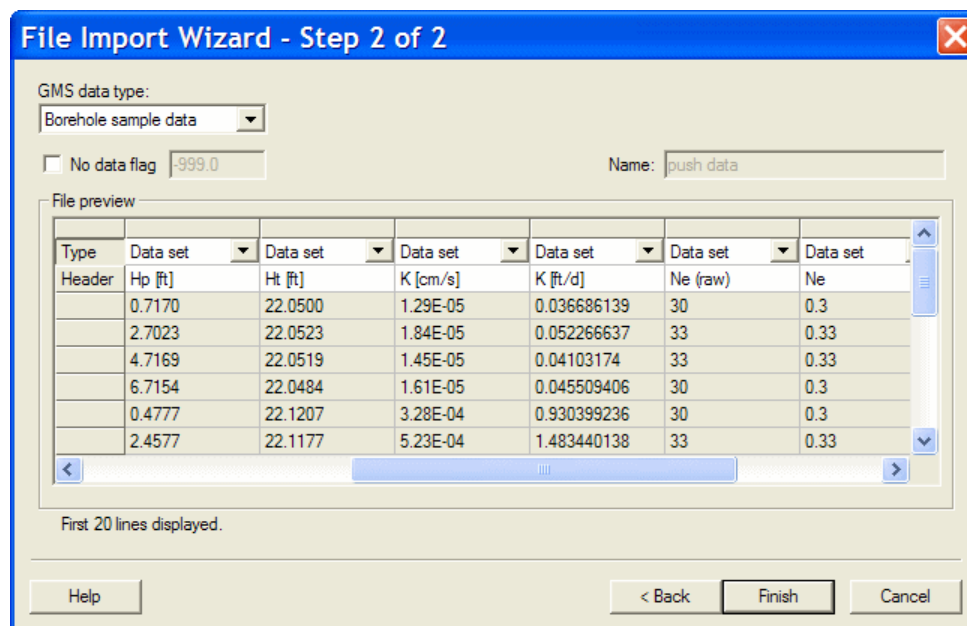 File Import Wizard - Step 2 of 2
GMS data type:
Borehole sample data
No data flag -999.0 Name: push data
File preview
Type Data set Data set Data set Data set Data set Data set
Header Hp [ft] Ht [ft] K [cm/s] K [ft/d] Ne (raw) Ne
0.7170 22.0500 1.29E-05 0.036686139 30 0.3
2.7023 22.0523 1.84E-05 0.052266637 33 0.33
4.7169 22.0519 1.45E-05 0.04103174 33 0.33
6.7154 22.0484 1.61E-05 0.045509406 30 0.3
0.4777 22.1207 3.28E-04 0.930399236 30 0.3
2.4577 22.1177 5.23E-04 1.483440138 33 0.33
First 20 lines displayed.
Help < Back Finish Cancel